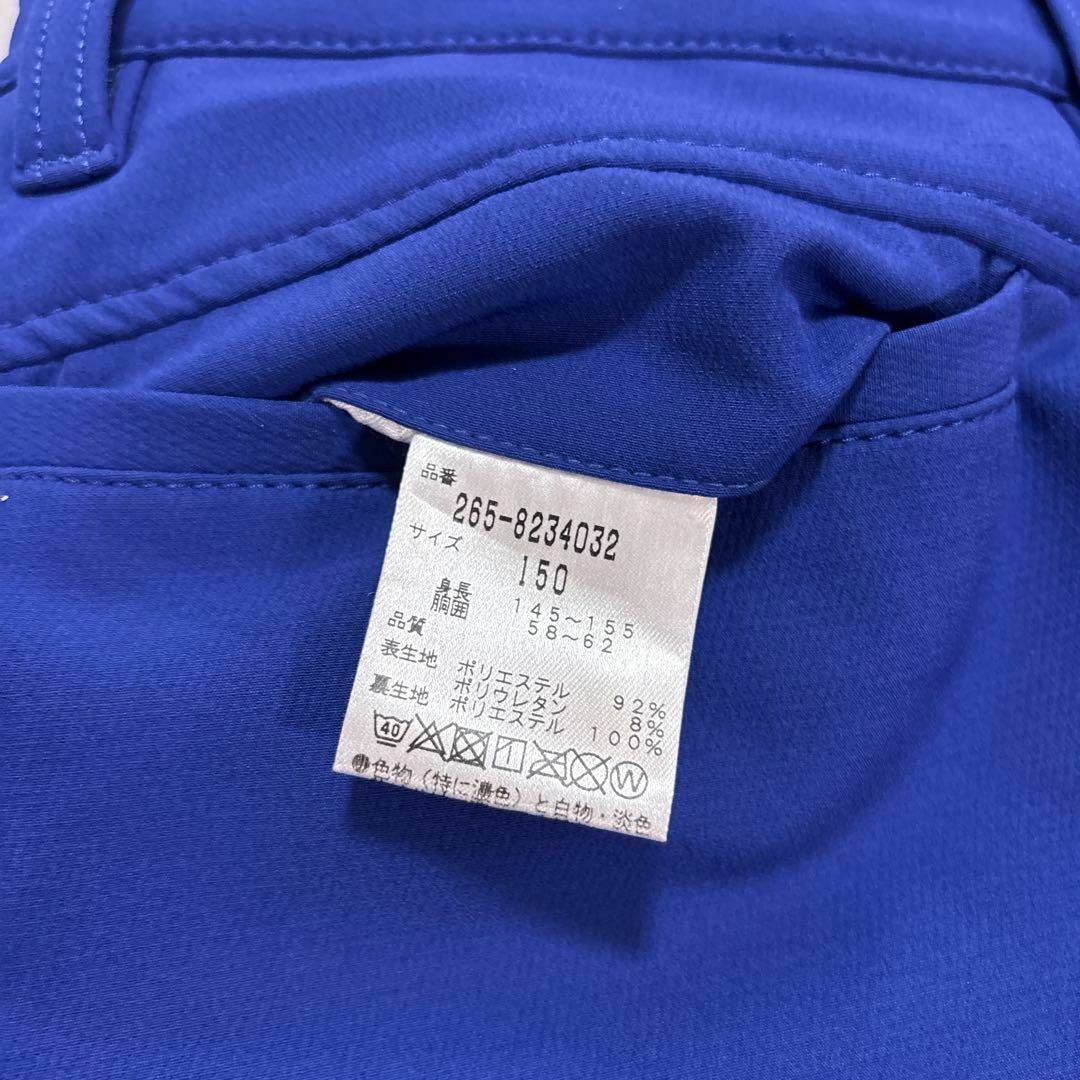 品番
265-8234032
サイズ
150
身長 145～155
胴囲 58～62
品質
表生地 ポリエステル 92%
ポリウレタン 8%
裏生地 ポリエステル 100%
40 W
色物(特に濃色)と白物・淡色